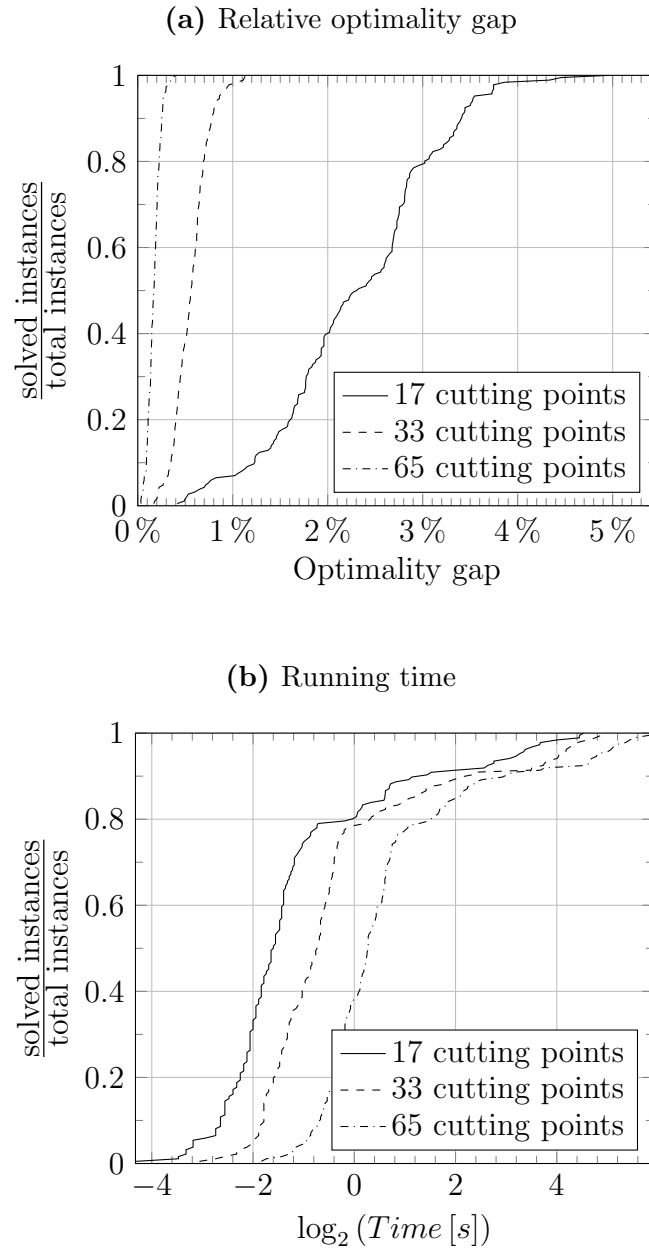 (a) Relative optimality gap
1
0.8
0.6
0.4
0.2
0
solved instances
total instances
17 cutting points
33 cutting points
65 cutting points
0 % 1 % 2 % 3 % 4 % 5 %
Optimality gap
(b) Running time
1
0.8
0.6
0.4
0.2
0
solved instances
total instances
17 cutting points
33 cutting points
65 cutting points
−4 −2 0 2 4
log₂ (Time [s])